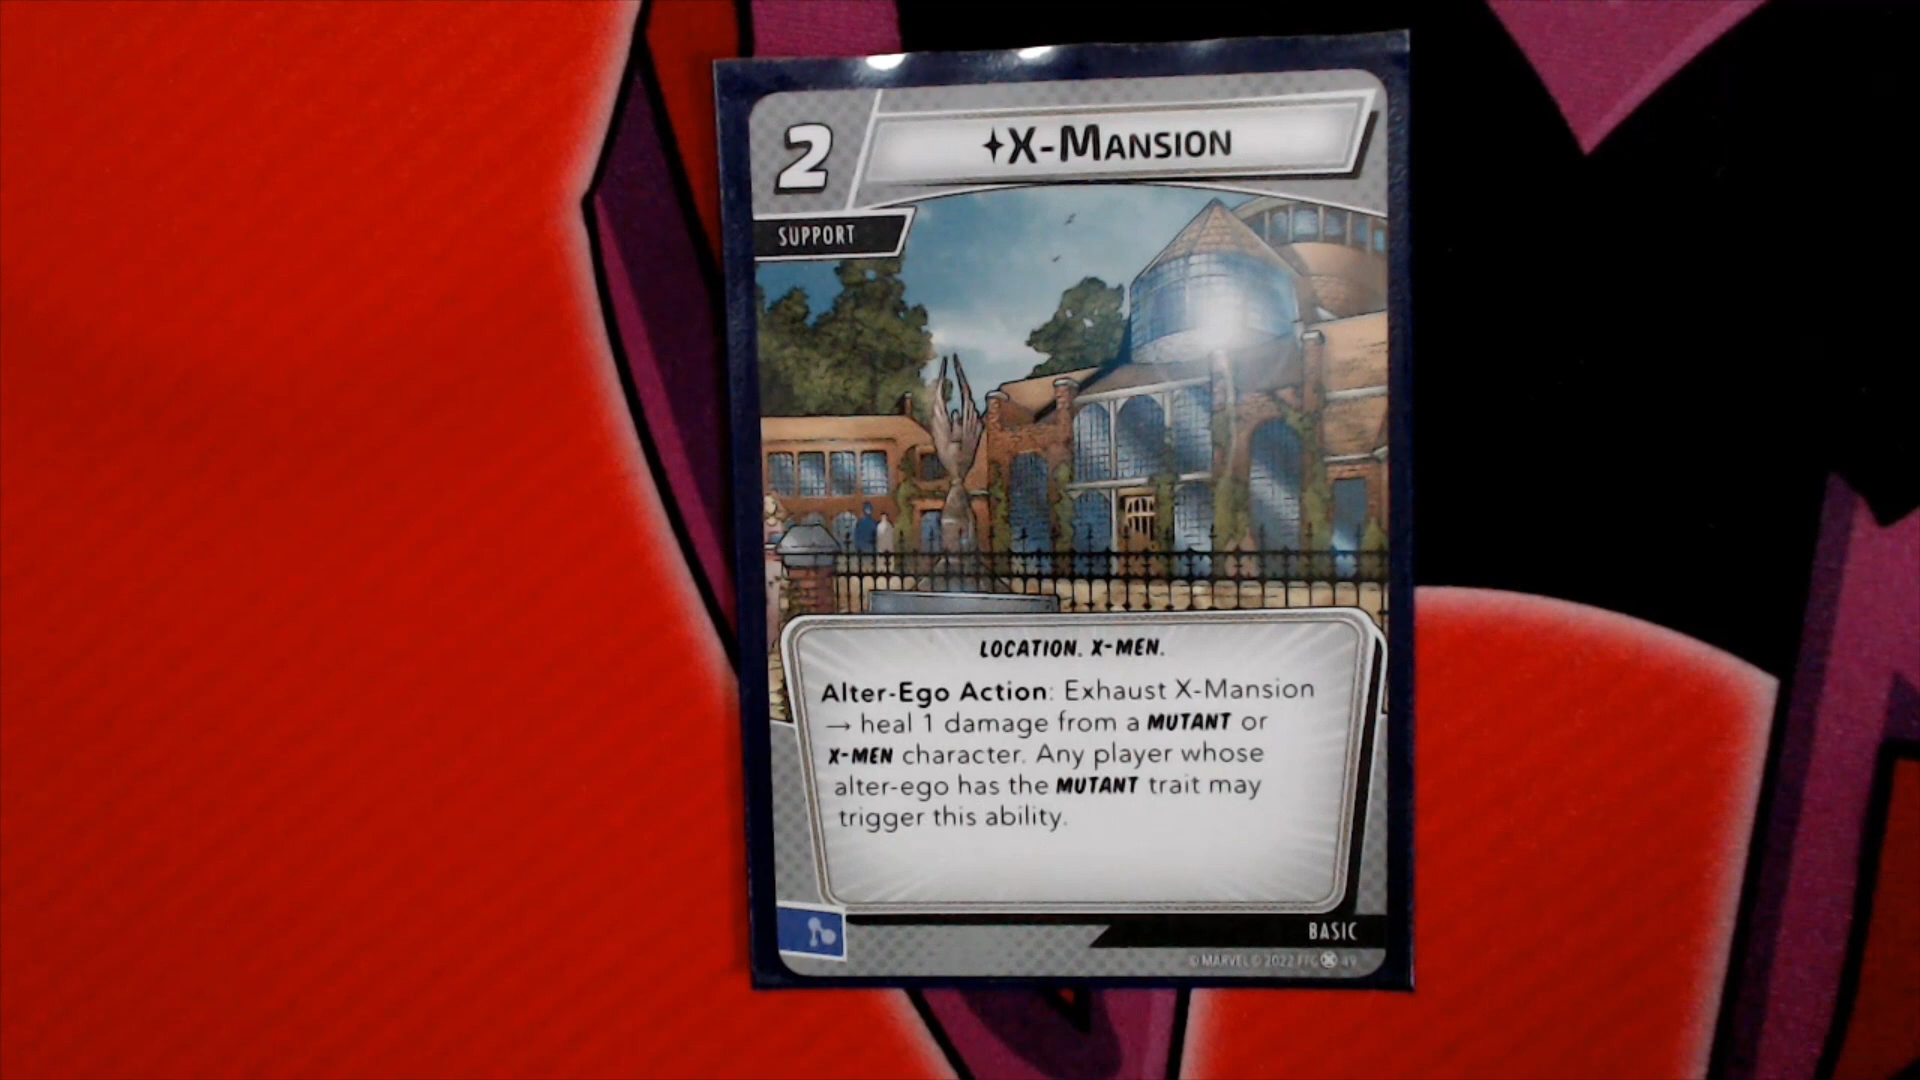 2
X-MANSION
SUPPORT
LOCATION. X-MEN.
Alter-Ego Action: Exhaust X-Mansion
→ heal 1 damage from a MUTANT or
X-MEN character. Any player whose
alter-ego has the MUTANT trait may
trigger this ability.
BASIC
© MARVEL © 2022 FFG 49